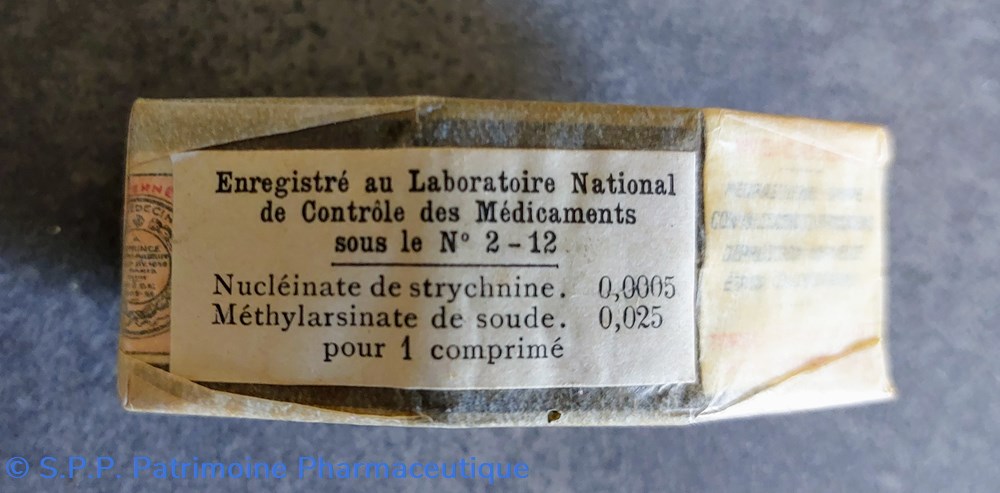 Enregistré au Laboratoire National
de Contrôle des Médicaments
sous le N° 2 - 12
Nucléinate de strychnine. 0,0005
Méthylarsinate de soude. 0,025
pour 1 comprimé
© S.P.P. Patrimoine Pharmaceutique